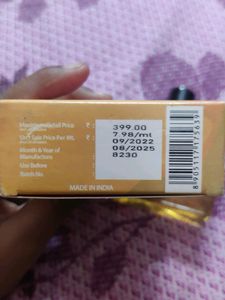 Maximum Retail Price ₹ : 399.00
Unit Sale Price Per ML ₹ : 7.98/ml
Month & Year of 09/2022
Manufacture
Use Before 08/2025
Batch No. 8230
MADE IN INDIA